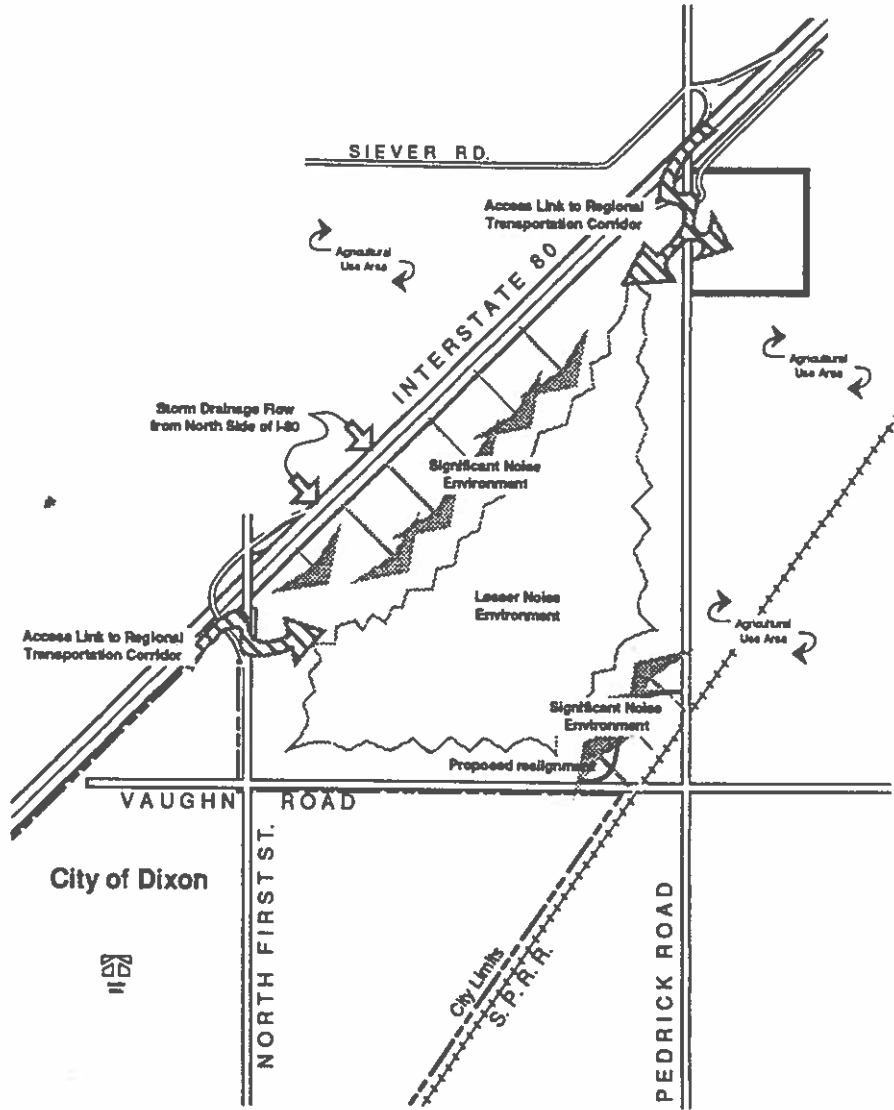 SIEVER RD.
Access Link to Regional
Transportation Corridor
Agricultural
Use Area
INTERSTATE 80
Agricultural
Use Area
Storm Drainage Flow
from North Side of I-80
Significant Noise
Environment
Lesser Noise
Environment
Agricultural
Use Area
Access Link to Regional
Transportation Corridor
Significant Noise
Environment
Proposed realignment
VAUGHN ROAD
City of Dixon
NORTH FIRST ST.
City Limits
S. P. R. R.
PEDRICK ROAD